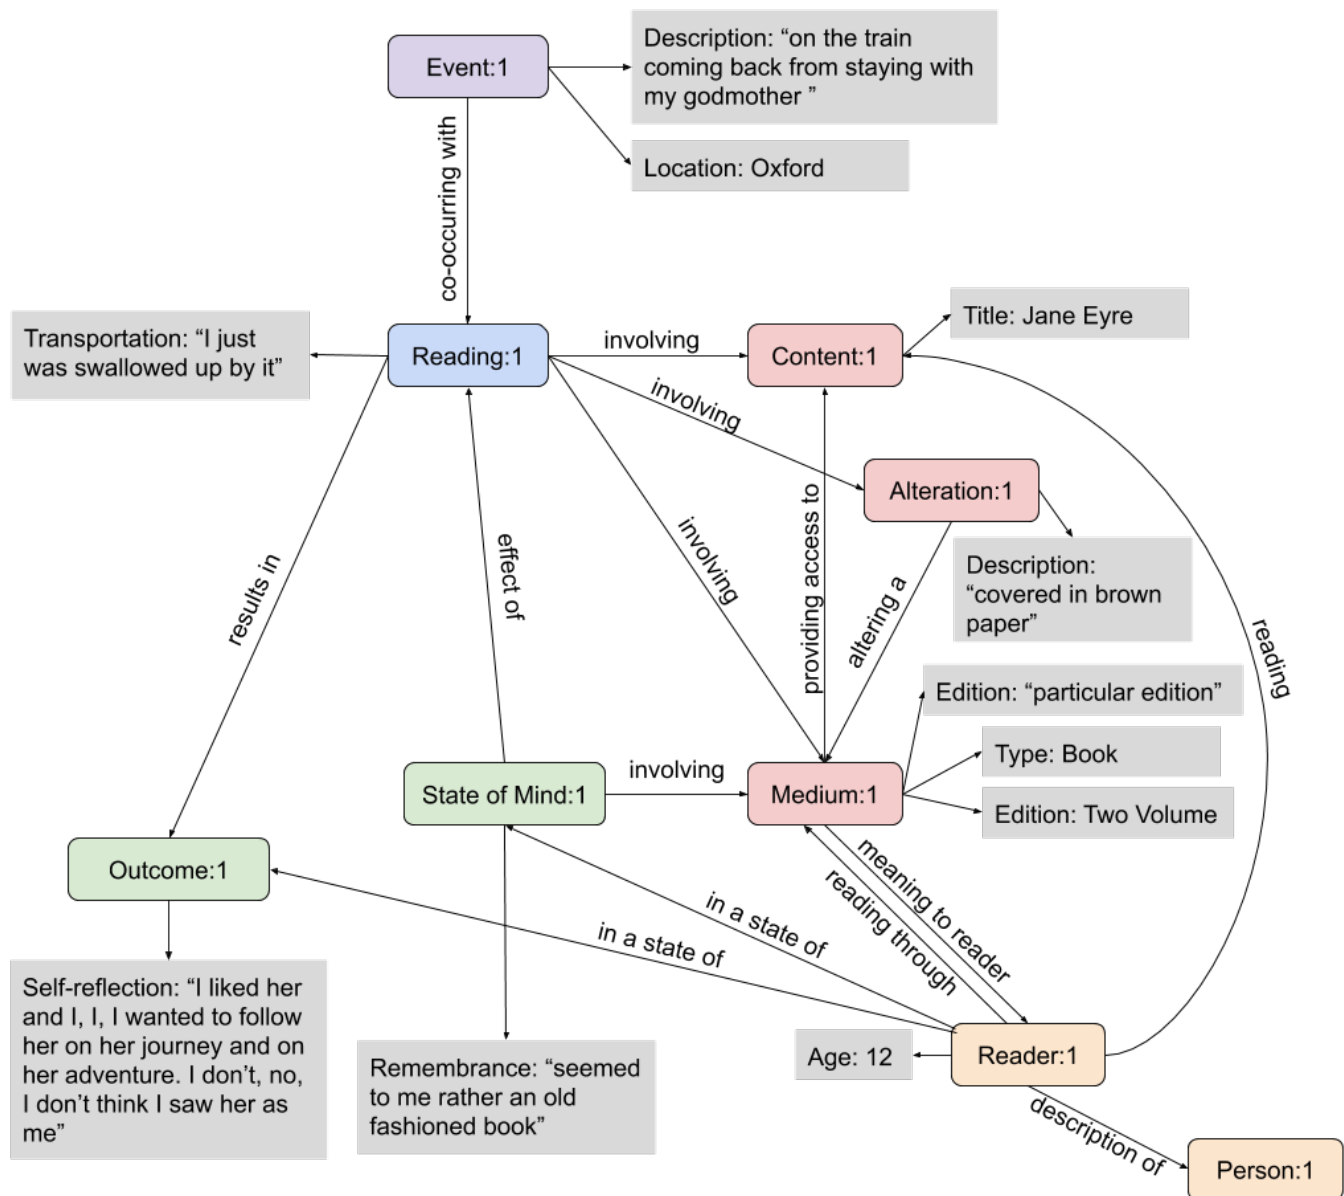 Event:1
Description: “on the train
coming back from staying with
my godmother ”
Location: Oxford
co-occurring with
Transportation: “I just
was swallowed up by it”
Reading:1
involving
Content:1
Title: Jane Eyre
involving
Alteration:1
Description:
“covered in brown
paper”
involving
providing access to
altering a
reading
effect of
results in
Edition: “particular edition”
Type: Book
Edition: Two Volume
State of Mind:1
involving
Medium:1
Outcome:1
meaning to reader
reading through
in a state of
in a state of
Self-reflection: “I liked her
and I, I, I wanted to follow
her on her journey and on
her adventure. I don’t, no,
I don’t think I saw her as
me”
Remembrance: “seemed
to me rather an old
fashioned book”
Age: 12
Reader:1
description of
Person:1